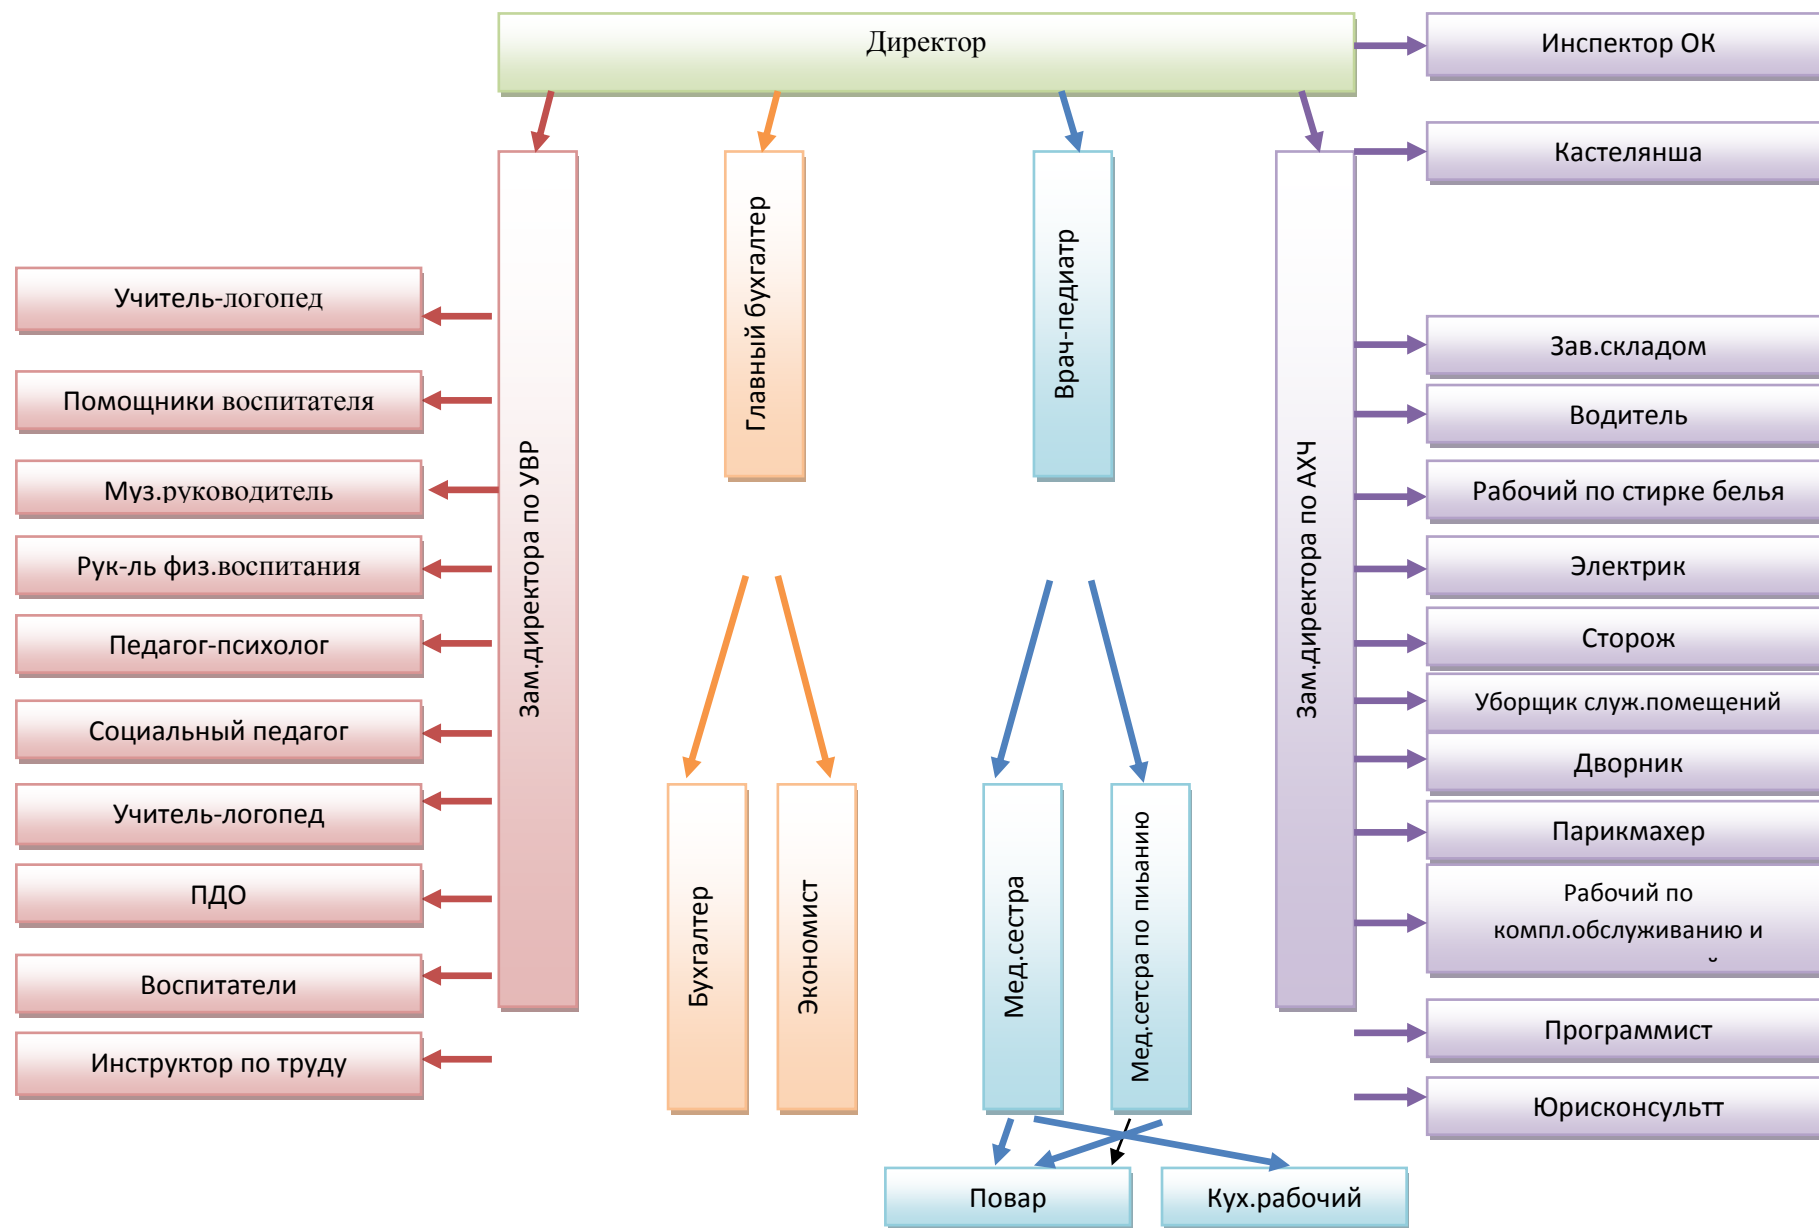 Директор
Инспектор ОК
Кастелянша
Зам.директора по УВР
Главный бухгалтер
Врач-педиатр
Зам.директора по АХЧ
Учитель-логопед
Помощники воспитателя
Муз.руководитель
Рук-ль физ.воспитания
Педагог-психолог
Социальный педагог
Учитель-логопед
ПДО
Воспитатели
Инструктор по труду
Бухгалтер
Экономист
Мед.сестра
Мед.сетсра по пиьанию
Повар
Кух.рабочий
Зав.складом
Водитель
Рабочий по стирке белья
Электрик
Сторож
Уборщик служ.помещений
Дворник
Парикмахер
Рабочий по
компл.обслуживанию и
Программист
Юрисконсультт